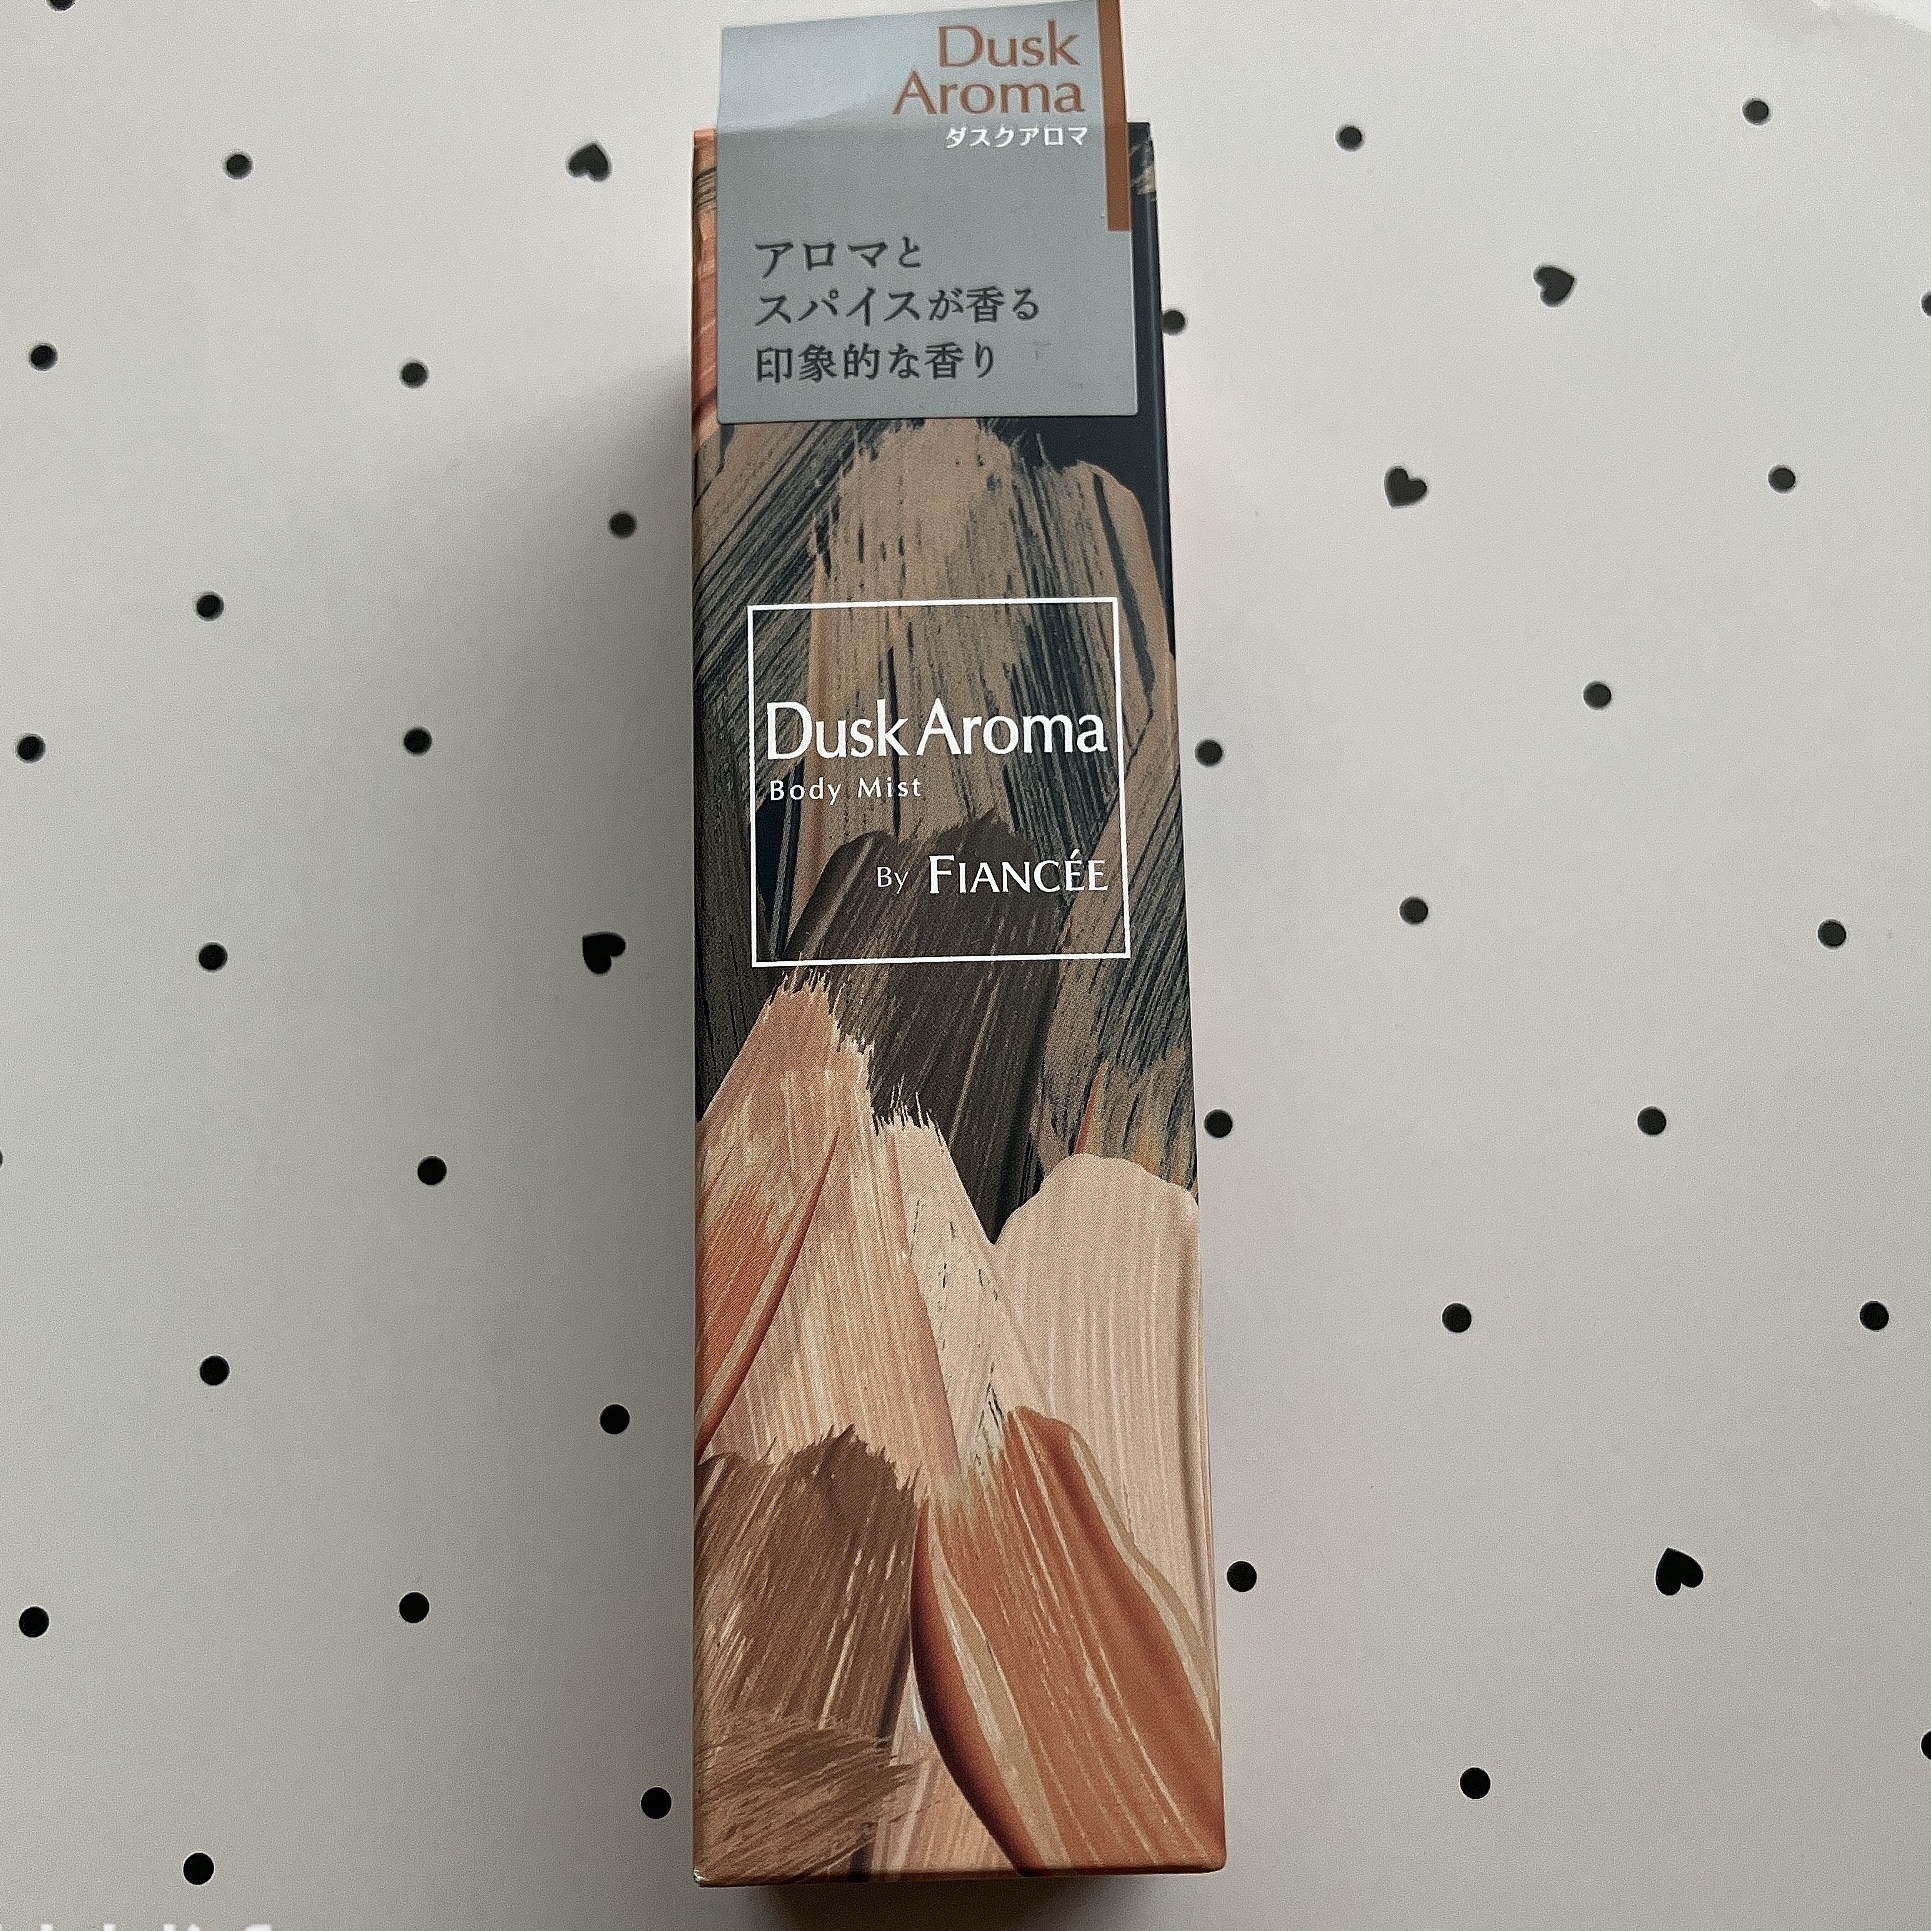 Dusk
Aroma
ダスクアロマ
アロマと
スパイスが香る
印象的な香り
Dusk Aroma
Body Mist
By FIANCÉE